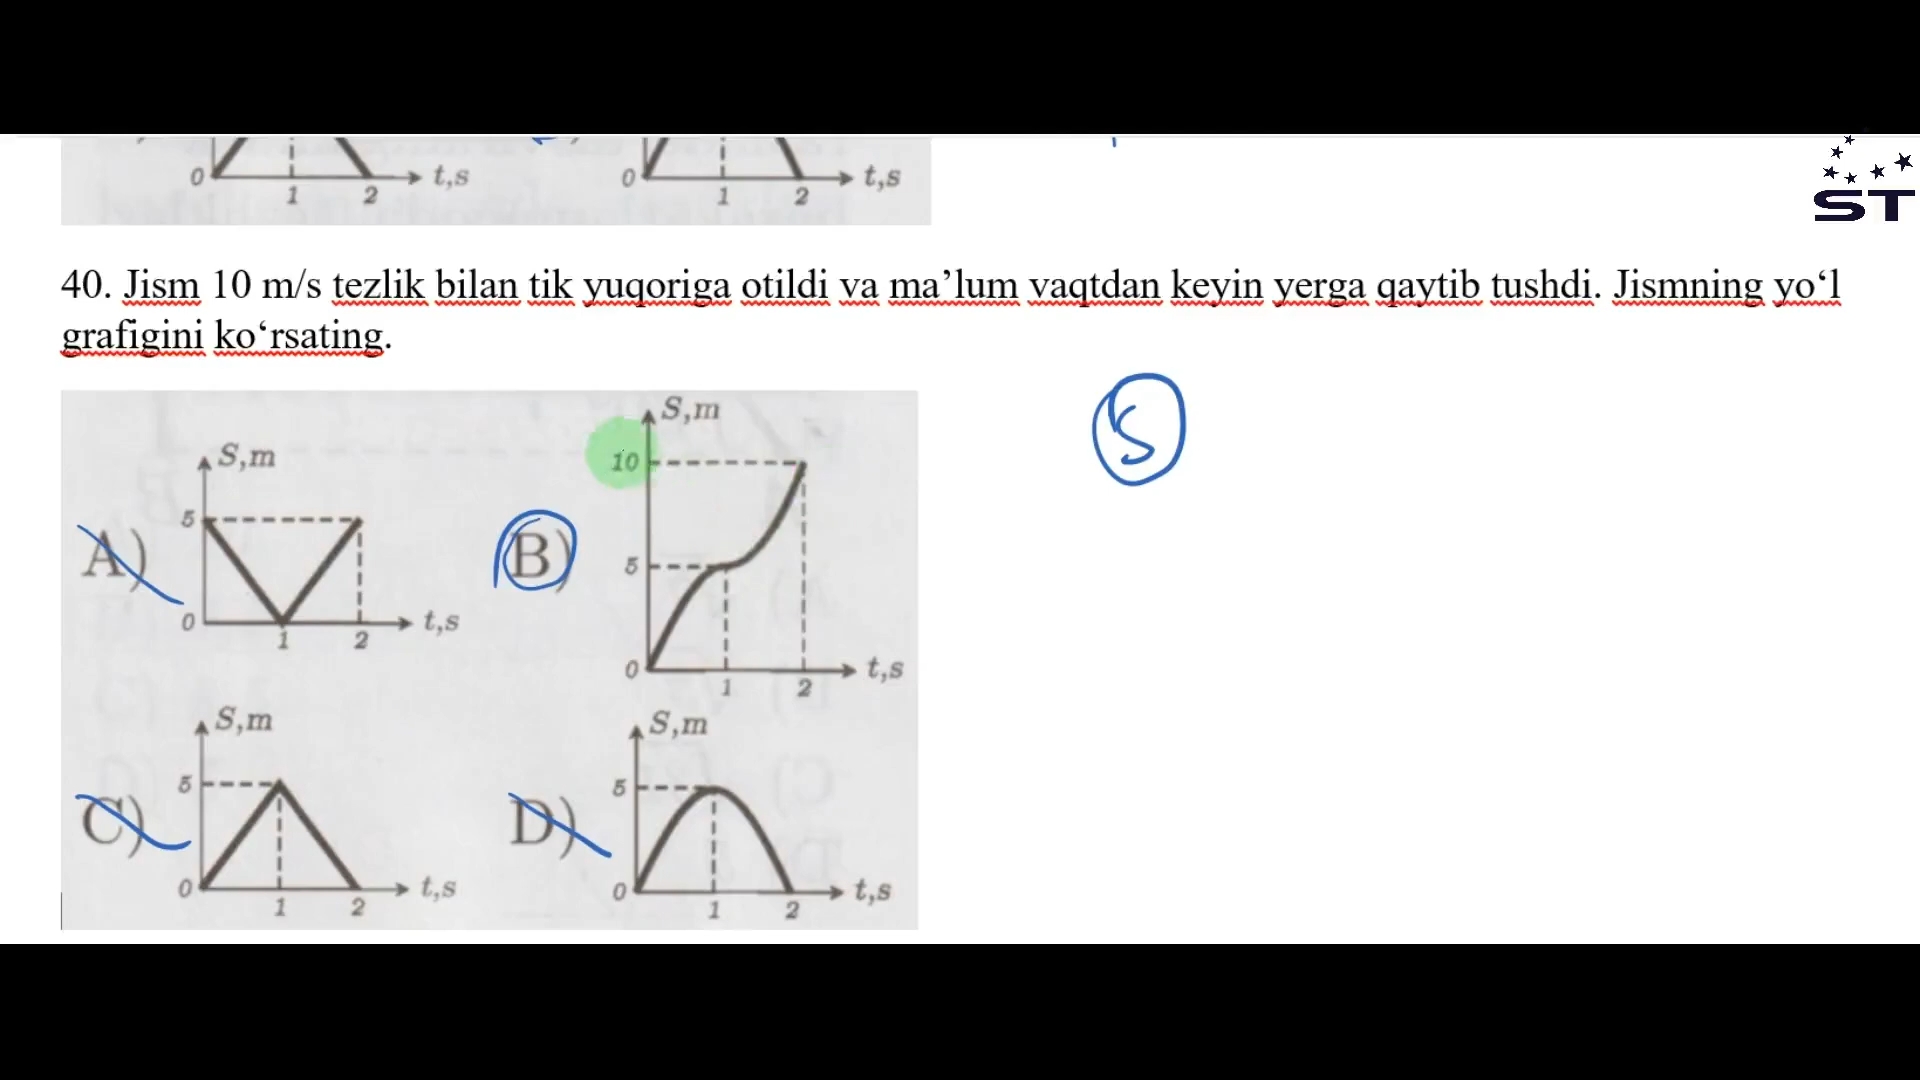 0 1 2 t,s 0 1 2 t,s
ST
40. Jism 10 m/s tezlik bilan tik yuqoriga otildi va ma’lum vaqtdan keyin yerga qaytib tushdi. Jismning yo‘l
grafigini ko‘rsating.
S
A) S,m 5 0 1 2 t,s
B) S,m 10 5 0 1 2 t,s
C) S,m 5 0 1 2 t,s
D) S,m 5 0 1 2 t,s